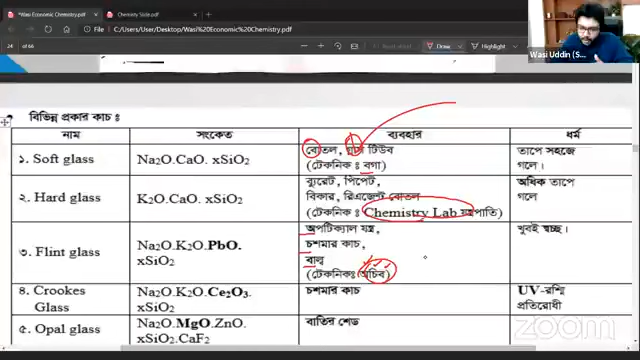 *Wasi Economic Chemistry.pdf
Chemistry Slide.pdf
File
C:/Users/User/Desktop/Wasi%20Economic%20Chemistry.pdf
24 of 66
Draw
Highlight
Wasi Uddin (S...
বিভিন্ন প্রকার কাচ ঃ
নাম সংকেত ব্যবহার ধর্ম
১. Soft glass Na2O.CaO. xSiO2 বোতল, টিউব তাপে সহজে
(টেকনিক ঃ বগা) গলে।
২. Hard glass K2O.CaO. xSiO2 ব্যুরেট, পিপেট, অধিক তাপে
বিকার, রিএজেন্ট বোতল গলে
(টেকনিক ঃ Chemistry Lab যন্ত্রপাতি)
৩. Flint glass Na2O.K2O.PbO. অপটিক্যাল যন্ত্র, খুবই স্বচ্ছ।
xSiO2 চশমার কাচ,
বাল্ব
(টেকনিকঃ অচিব)
৪. Crookes Na2O.K2O.Ce2O3. চশমার কাচ UV-রশ্মি
Glass xSiO2 প্রতিরোধী
৫. Opal glass Na2O.MgO.ZnO. বাতির শেড
xSiO2.CaF2
zoom